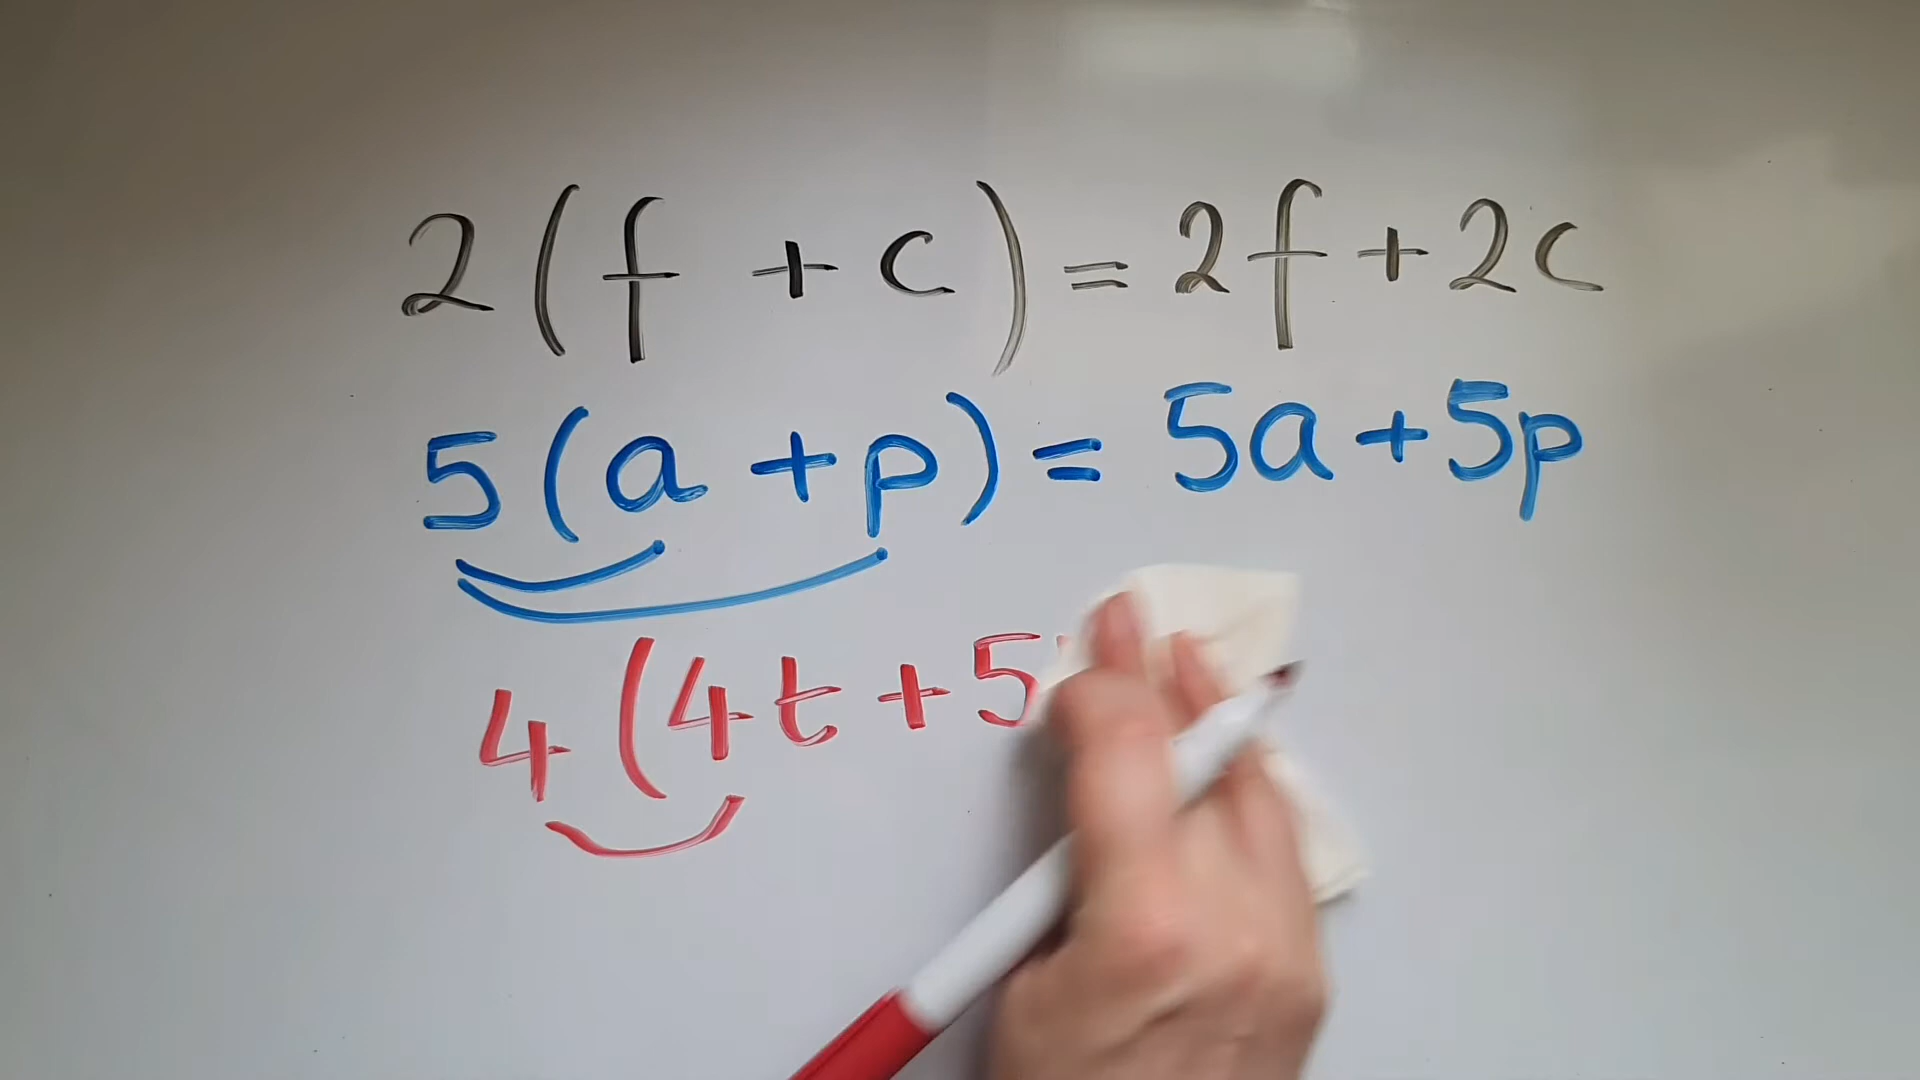 2(f + c) = 2f + 2c
5(a + p) = 5a + 5p
4(4t + 5